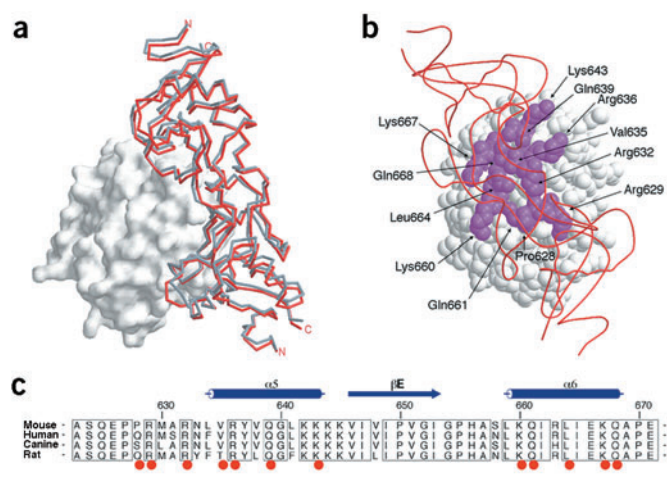 a
N
C
C
N
b
Lys643
Gln639
Arg636
Lys667
Val635
Arg632
Gln668
Arg629
Leu664
Pro628
Lys660
Gln661
c
α5 βE α6
630 640 650 660 670
Mouse - A S Q E P P R M A R N L V R Y V Q G L K K K K V I V I P V G I G P H A S L K Q I R L I E K Q A P E -
Human - A S Q E P Q R M S R N F V R Y V Q G L K K K K V I V I P V G I G P H A S L K Q I R L I E K Q A P E -
Canine - A S Q E P S R L A R N L V R Y V Q G L K K K K V I V I P V G I G P H A S L K Q I R L I E K Q A P E -
Rat - A S Q E P Q R M A R Y F T R Y L Q G F K K K K V I V I P V G I G P H A S L K Q I R L I E K Q A P E -